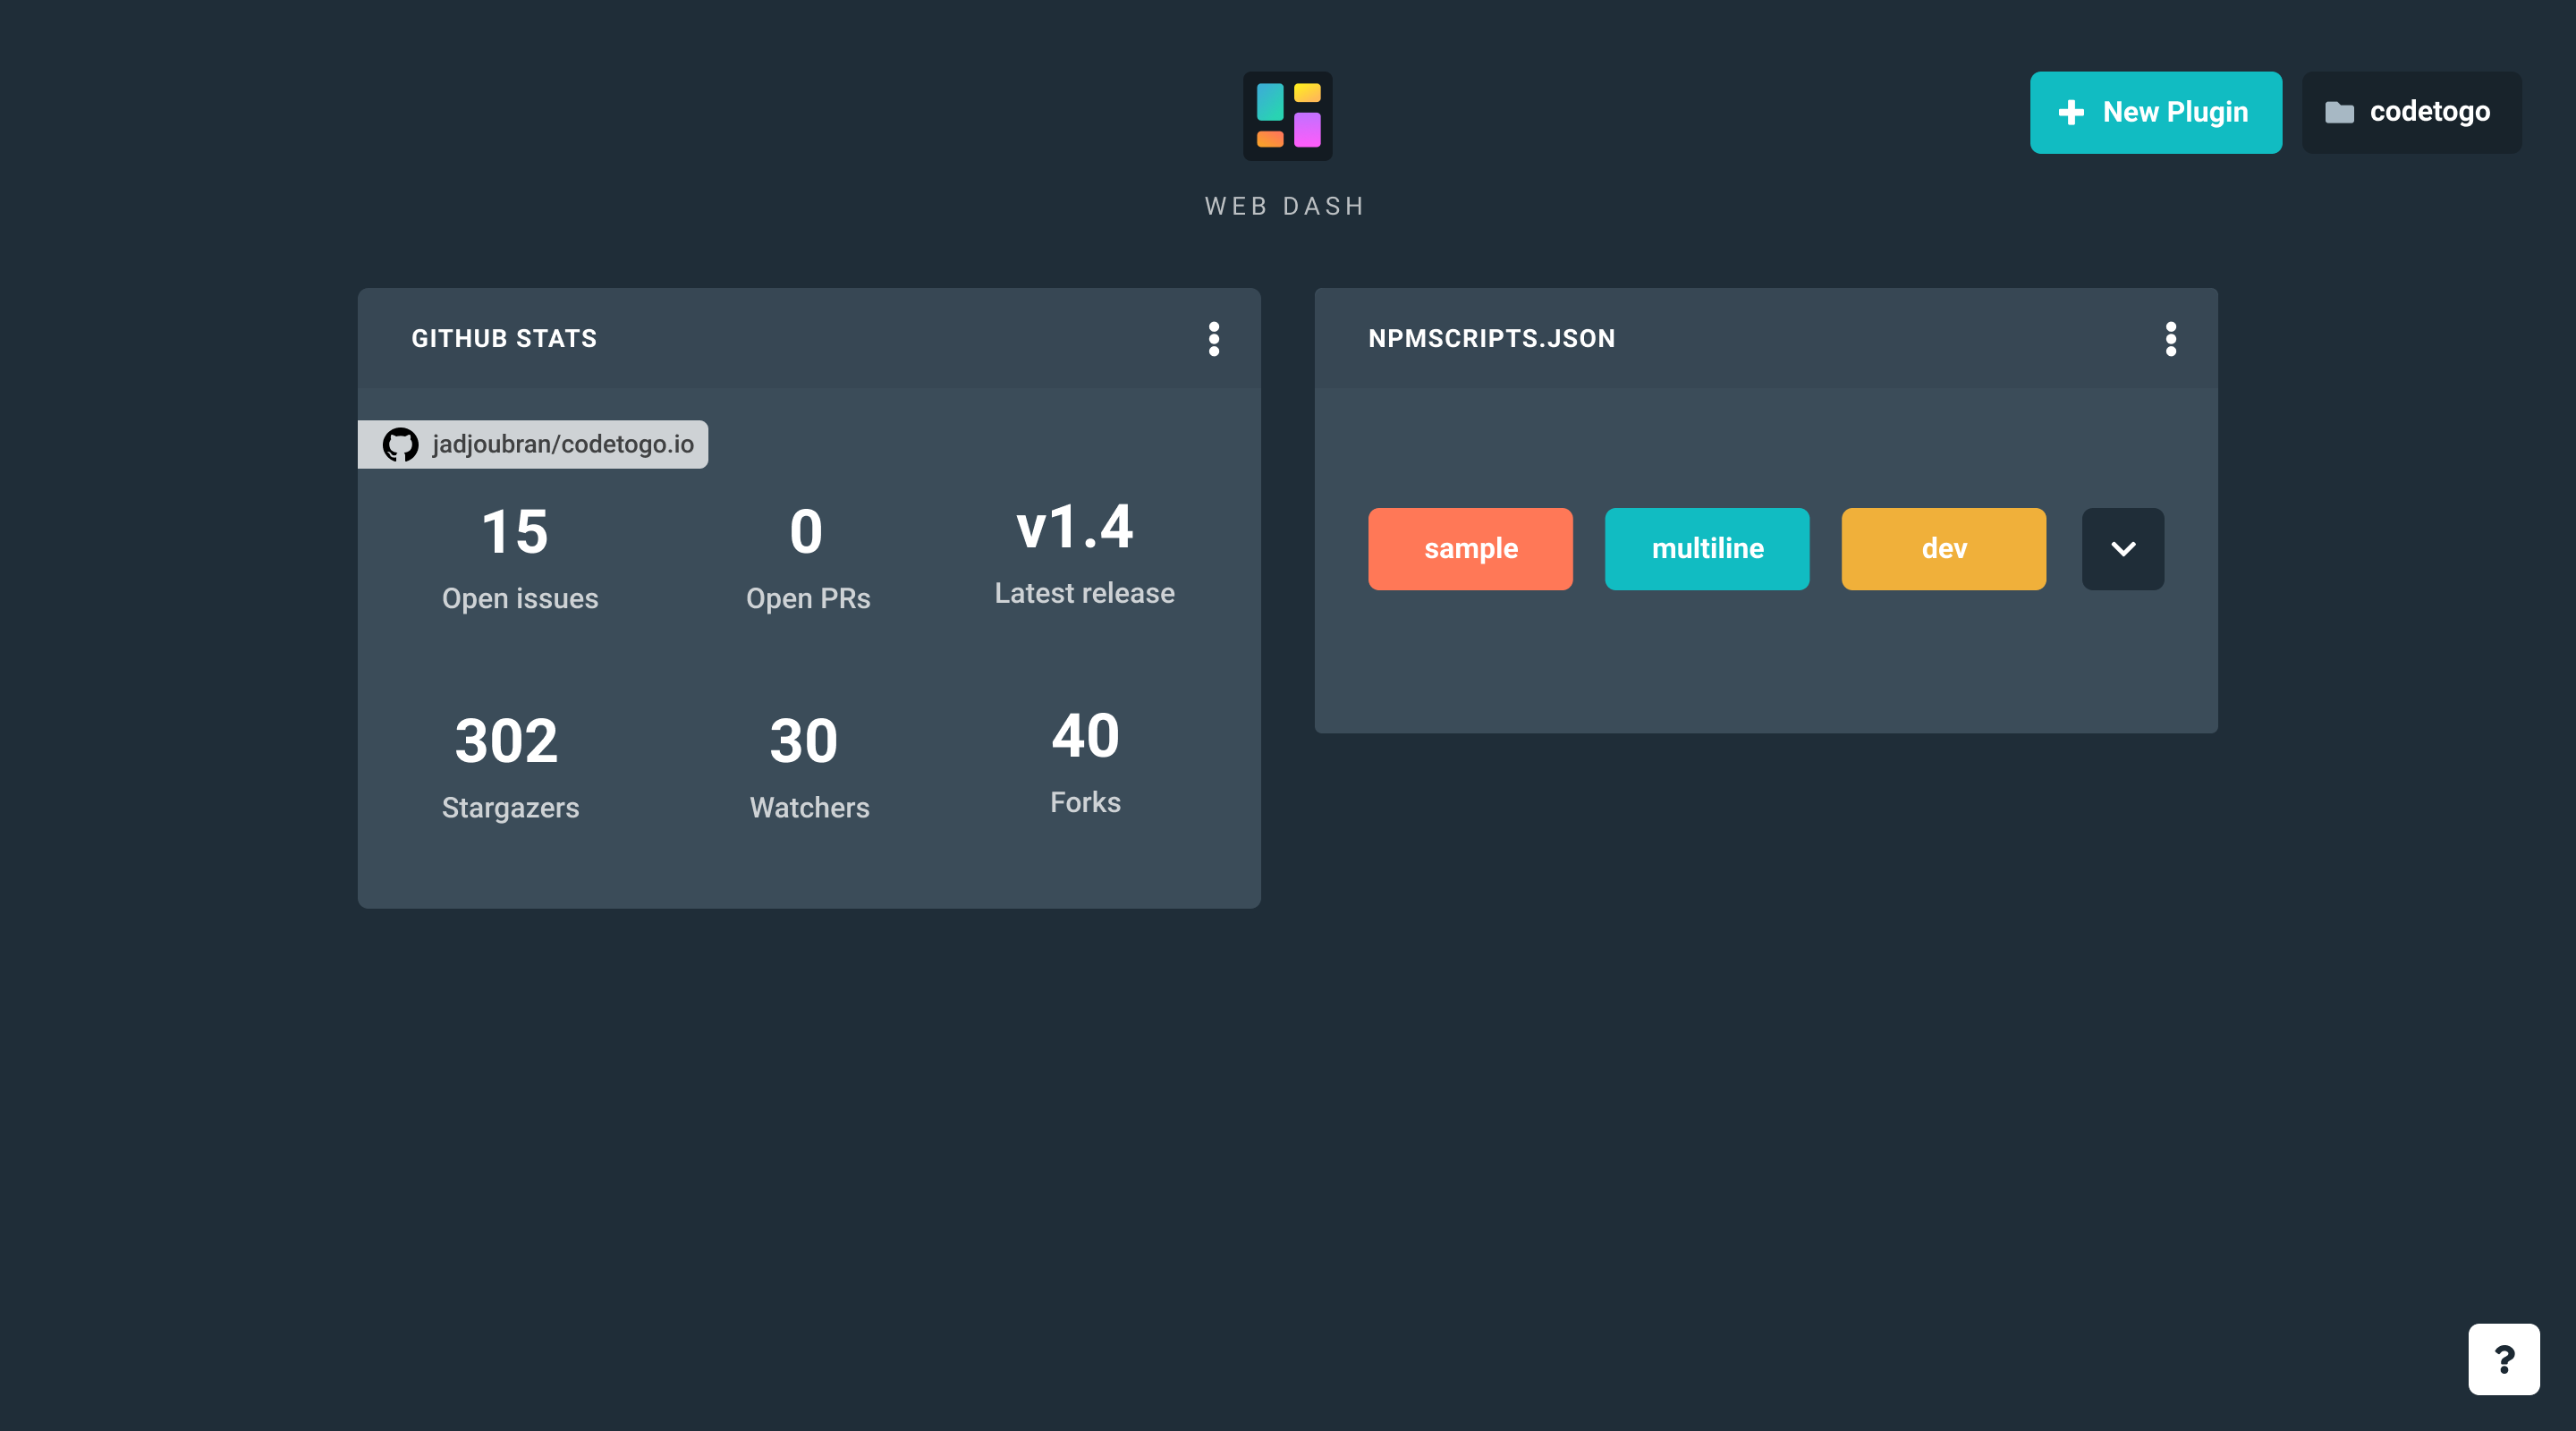 WEB DASH
New Plugin
codetogo
GITHUB STATS
jadjoubran/codetogo.io
15
Open issues
0
Open PRs
v1.4
Latest release
302
Stargazers
30
Watchers
40
Forks
NPMSCRIPTS.JSON
sample
multiline
dev
?